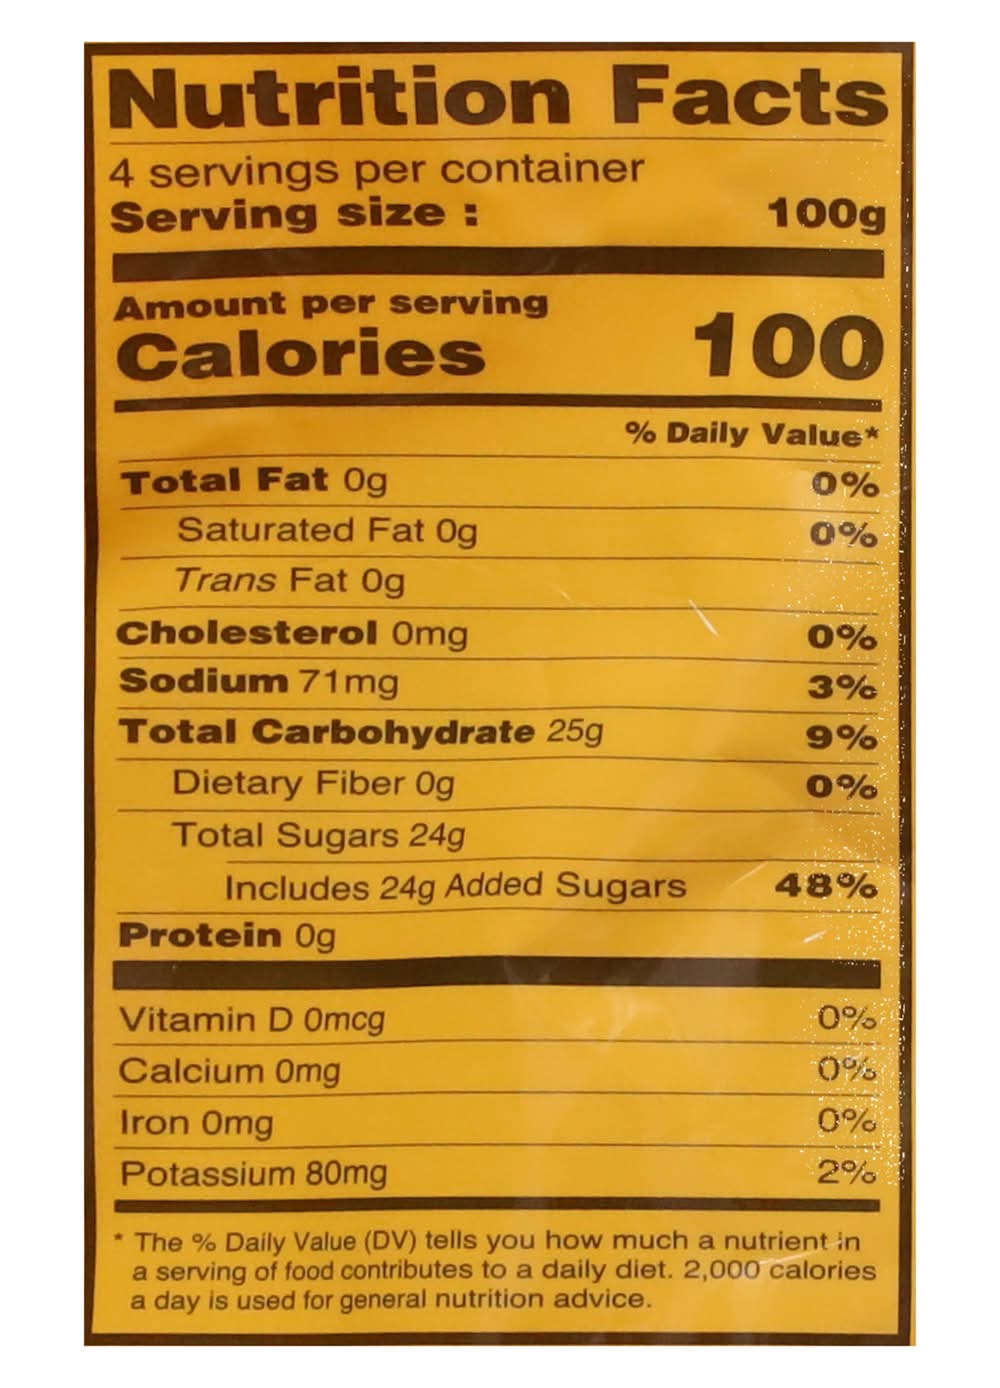 Nutrition Facts
4 servings per container
Serving size : 100g
Amount per serving
Calories 100
% Daily Value*
Total Fat 0g 0%
Saturated Fat 0g 0%
Trans Fat 0g
Cholesterol 0mg 0%
Sodium 71mg 3%
Total Carbohydrate 25g 9%
Dietary Fiber 0g 0%
Total Sugars 24g
Includes 24g Added Sugars 48%
Protein 0g
Vitamin D 0mcg 0%
Calcium 0mg 0%
Iron 0mg 0%
Potassium 80mg 2%
* The % Daily Value (DV) tells you how much a nutrient in
a serving of food contributes to a daily diet. 2,000 calories
a day is used for general nutrition advice.